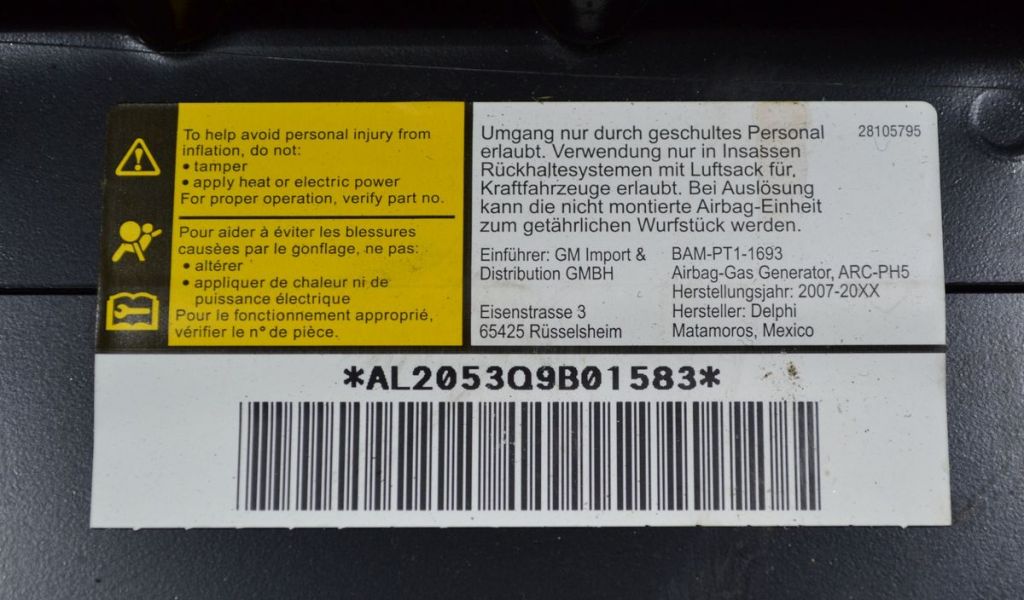 To help avoid personal injury from
inflation, do not:
• tamper
• apply heat or electric power
For proper operation, verify part no.
Pour aider à éviter les blessures
causèes par le gonflage, ne pas:
• altérer
• appliquer de chaleur ni de
puissance électrique
Pour le fonctionnement approprié,
vérifier le n° de pièce.
Umgang nur durch geschultes Personal
erlaubt. Verwendung nur in Insassen
Rückhaltesystemen mit Luftsack für,
Kraftfahrzeuge erlaubt. Bei Auslösung
kann die nicht montierte Airbag-Einheit
zum getährlichen Wurfstück werden.
28105795
Einführer: GM Import &
Distribution GMBH
Eisenstrasse 3
65425 Rüsselsheim
BAM-PT1-1693
Airbag-Gas Generator, ARC-PH5
Herstellungsjahr: 2007-20XX
Hersteller: Delphi
Matamoros, Mexico
*AL2053Q9B01583*